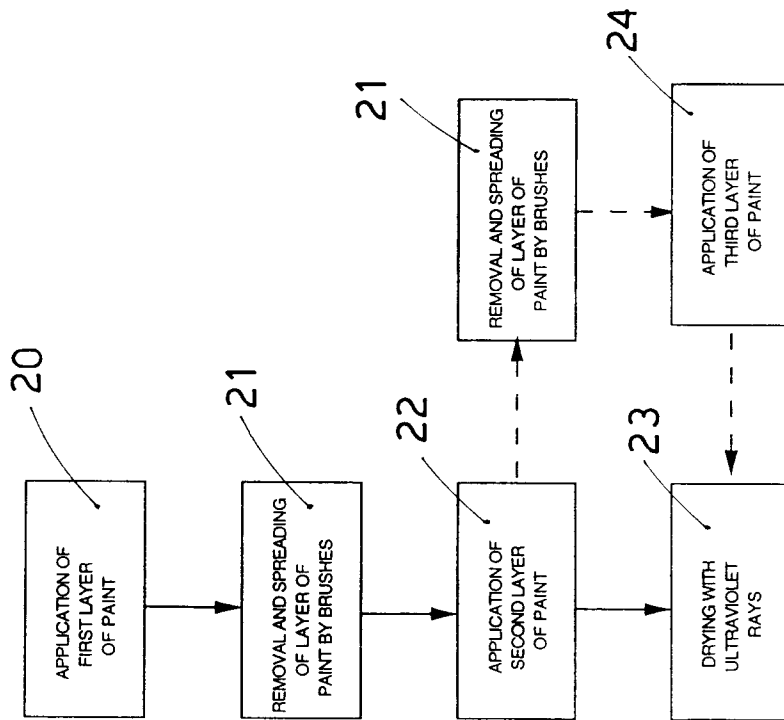 20
APPLICATION OF
FIRST LAYER
OF PAINT
21
REMOVAL AND SPREADING
OF LAYER OF
PAINT BY BRUSHES
22
APPLICATION OF
SECOND LAYER
OF PAINT
21
REMOVAL AND SPREADING
OF LAYER OF
PAINT BY BRUSHES
24
APPLICATION OF
THIRD LAYER
OF PAINT
23
DRYING WITH
ULTRAVIOLET
RAYS